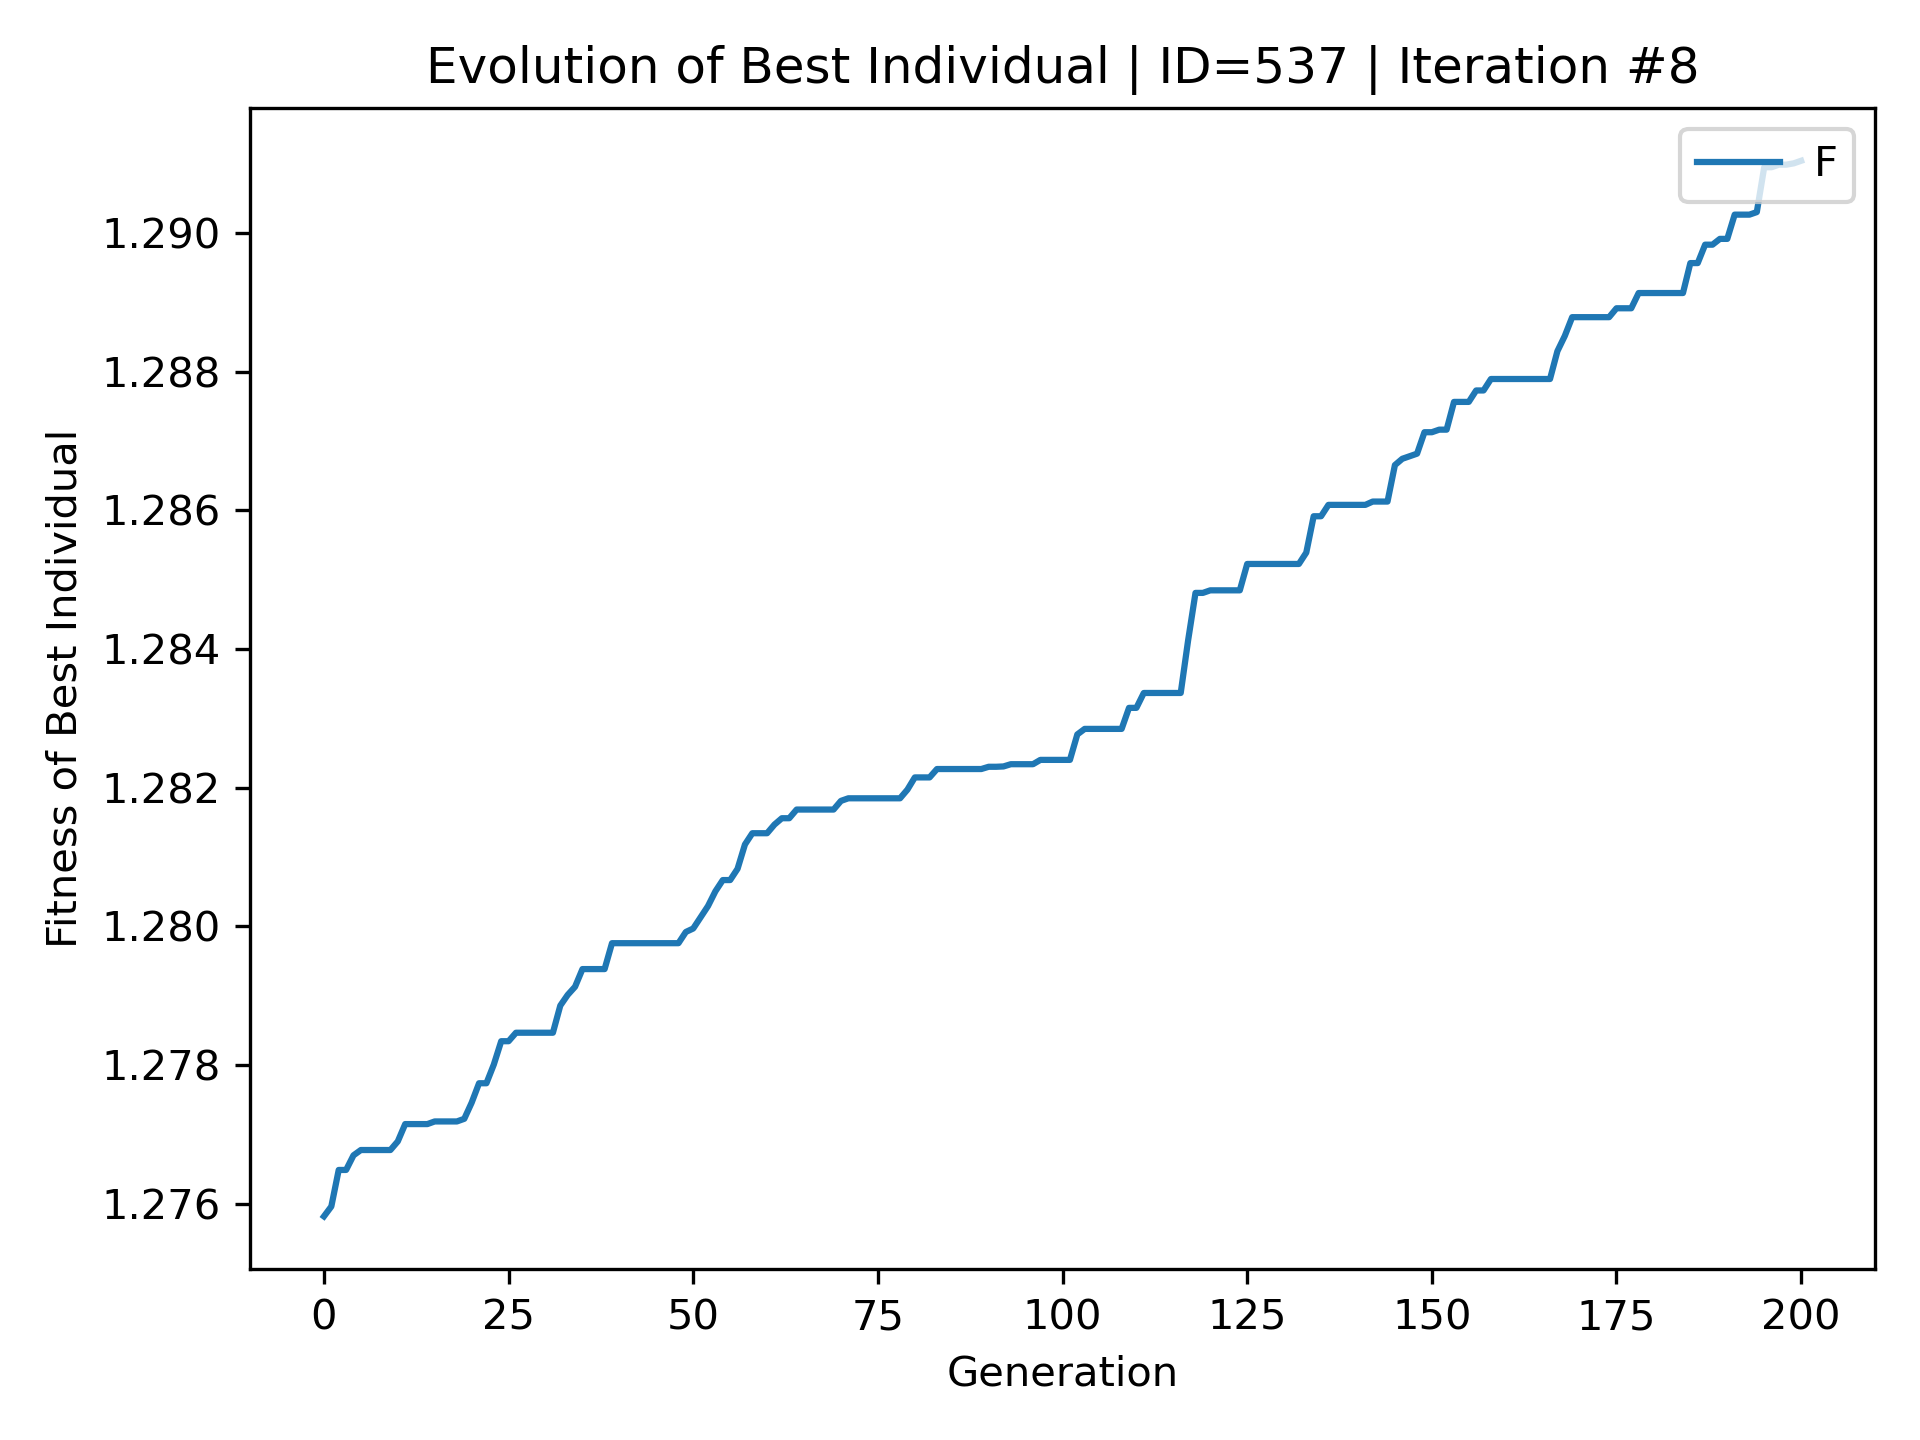 Evolution of Best Individual | ID=537 | Iteration #8
F
1.290
1.288
1.286
1.284
1.282
1.280
1.278
1.276
Fitness of Best Individual
0 25 50 75 100 125 150 175 200
Generation